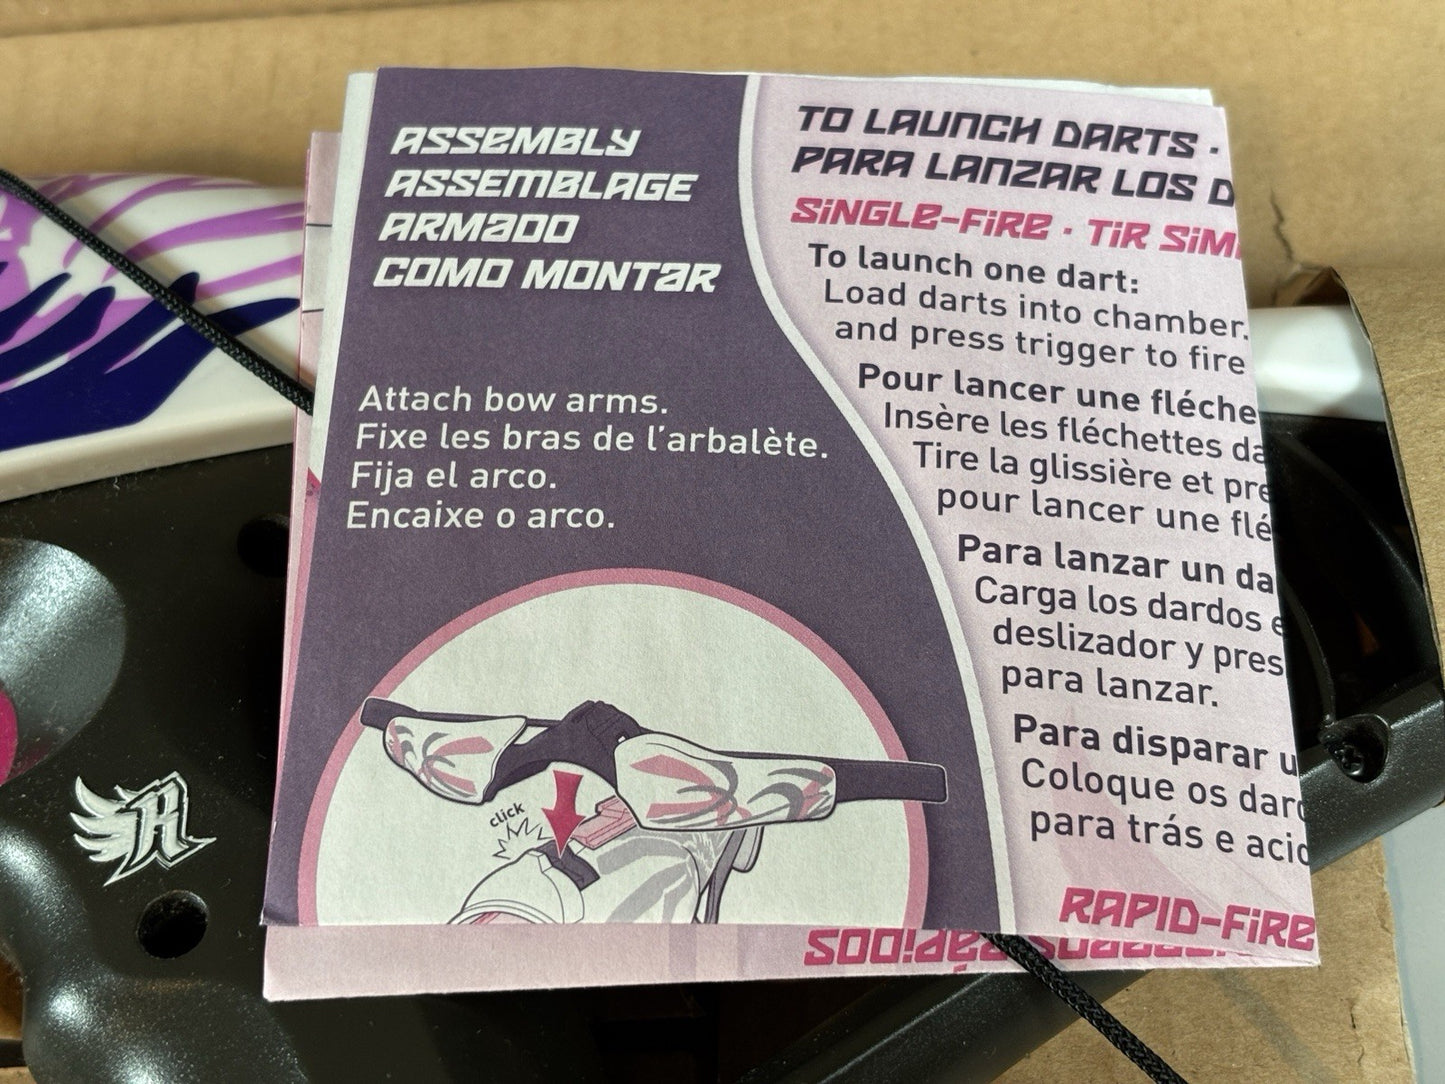 ASSEMBLY
ASSEMBLAGE
ARMADO
COMO MONTAR
Attach bow arms.
Fixe les bras de l'arbalète.
Fija el arco.
Encaixe o arco.
click
TO LAUNCH DARTS ·
PARA LANZAR LOS D
SINGLE-FIRE · TIR SIM
To launch one dart:
Load darts into chamber.
and press trigger to fire
Pour lancer une fléche
Insère les fléchettes da
Tire la glissière et pre
pour lancer une flé
Para lanzar un da
Carga los dardos e
deslizador y pres
para lanzar.
Para disparar u
Coloque os dard
para trás e acio
RAPID-FIRE